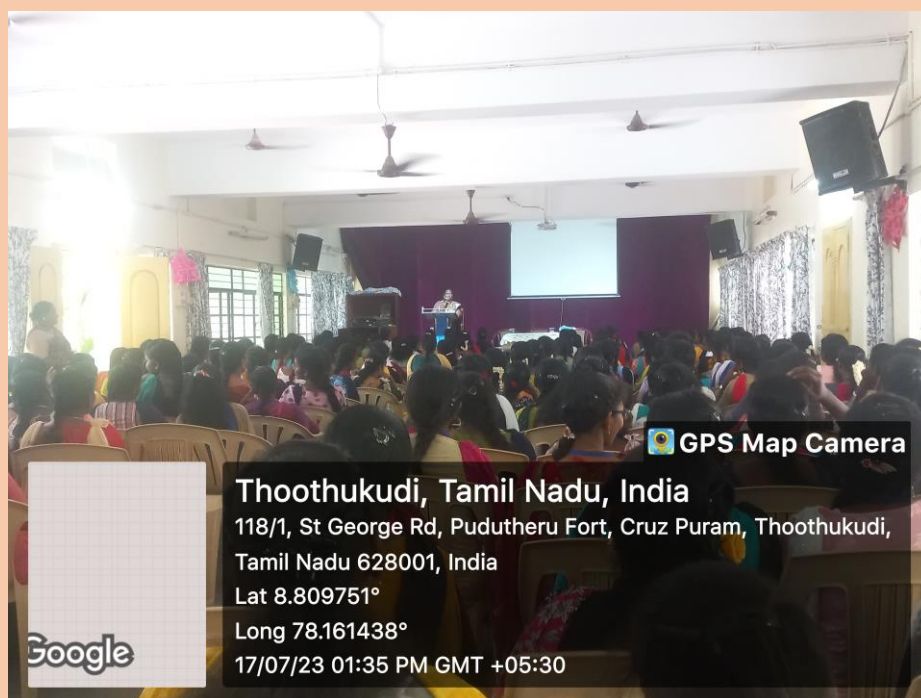 GPS Map Camera
Thoothukudi, Tamil Nadu, India
118/1, St George Rd, Pudutheru Fort, Cruz Puram, Thoothukudi,
Tamil Nadu 628001, India
Lat 8.809751°
Long 78.161438°
17/07/23 01:35 PM GMT +05:30
Google